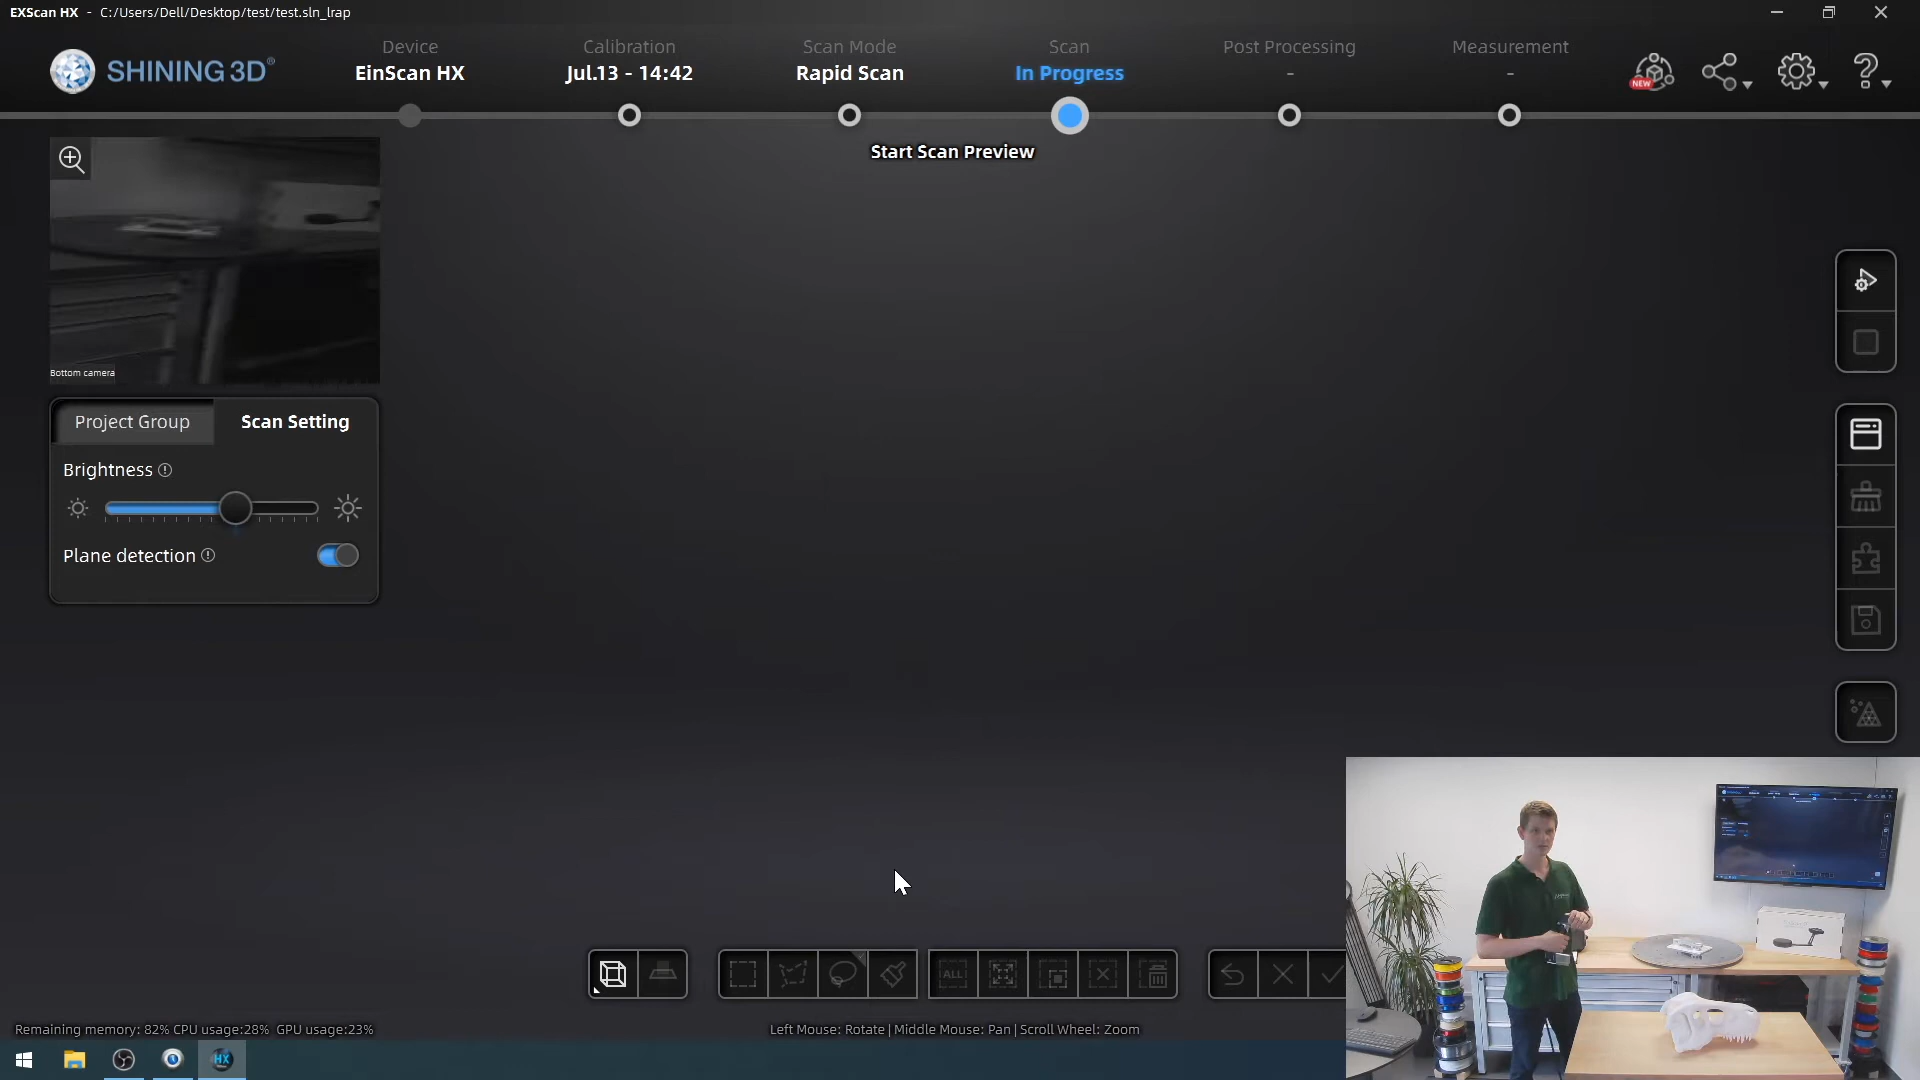 EXScan HX - C:/Users/Dell/Desktop/test/test.sln_lrap
SHINING 3D®
Device
EinScan HX
Calibration
Jul.13 - 14:42
Scan Mode
Rapid Scan
Scan
In Progress
Post Processing
-
Measurement
-
NEW
Start Scan Preview
Bottom camera
Project Group
Scan Setting
Brightness
Plane detection
ALL
Remaining memory: 82% CPU usage:28% GPU usage:23%
Left Mouse: Rotate | Middle Mouse: Pan | Scroll Wheel: Zoom
HX